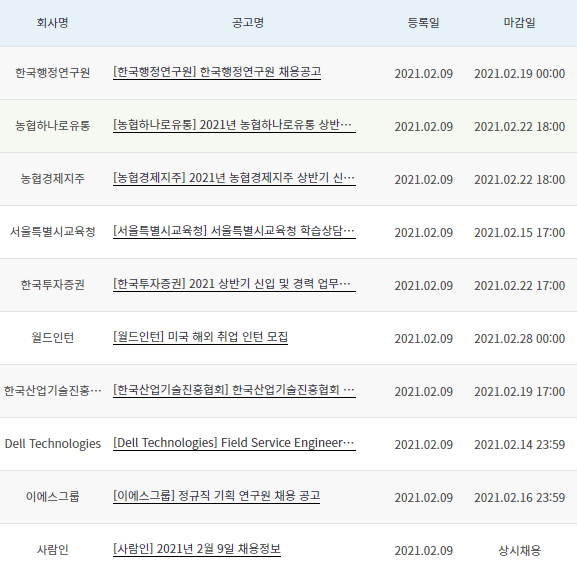 회사명 공고명 등록일 마감일
한국행정연구원 [한국행정연구원] 한국행정연구원 채용공고 2021.02.09 2021.02.19 00:00
농협하나로유통 [농협하나로유통] 2021년 농협하나로유통 상반… 2021.02.09 2021.02.22 18:00
농협경제지주 [농협경제지주] 2021년 농협경제지주 상반기 신… 2021.02.09 2021.02.22 18:00
서울특별시교육청 [서울특별시교육청] 서울특별시교육청 학습상담… 2021.02.09 2021.02.15 17:00
한국투자증권 [한국투자증권] 2021 상반기 신입 및 경력 업무… 2021.02.09 2021.02.22 17:00
월드인턴 [월드인턴] 미국 해외 취업 인턴 모집 2021.02.09 2021.02.28 00:00
한국산업기술진흥… [한국산업기술진흥협회] 한국산업기술진흥협회 … 2021.02.09 2021.02.19 17:00
Dell Technologies [Dell Technologies] Field Service Engineer… 2021.02.09 2021.02.14 23:59
이에스그룹 [이에스그룹] 정규직 기획 연구원 채용 공고 2021.02.09 2021.02.16 23:59
사람인 [사람인] 2021년 2월 9일 채용정보 2021.02.09 상시채용